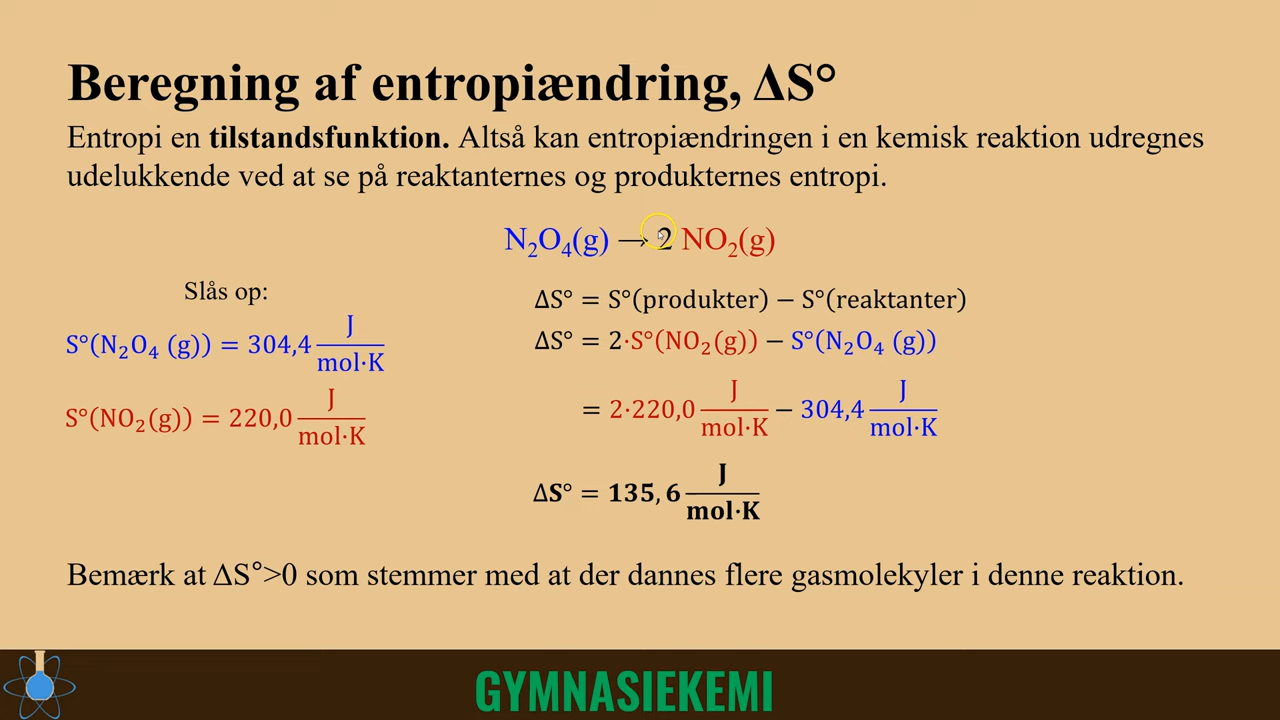 Beregning af entropiændring, ΔS°
Entropi en tilstandsfunktion. Altså kan entropiændringen i en kemisk reaktion udregnes
udelukkende ved at se på reaktanternes og produkternes entropi.
N₂O₄(g) → 2 NO₂(g)
Slås op:
S°(N₂O₄ (g)) = 304,4 J/mol·K
S°(NO₂(g)) = 220,0 J/mol·K
ΔS° = S°(produkter) − S°(reaktanter)
ΔS° = 2·S°(NO₂(g)) − S°(N₂O₄ (g))
= 2·220,0 J/mol·K − 304,4 J/mol·K
ΔS° = 135,6 J/mol·K
Bemærk at ΔS°>0 som stemmer med at der dannes flere gasmolekyler i denne reaktion.
GYMNASIEKEMI